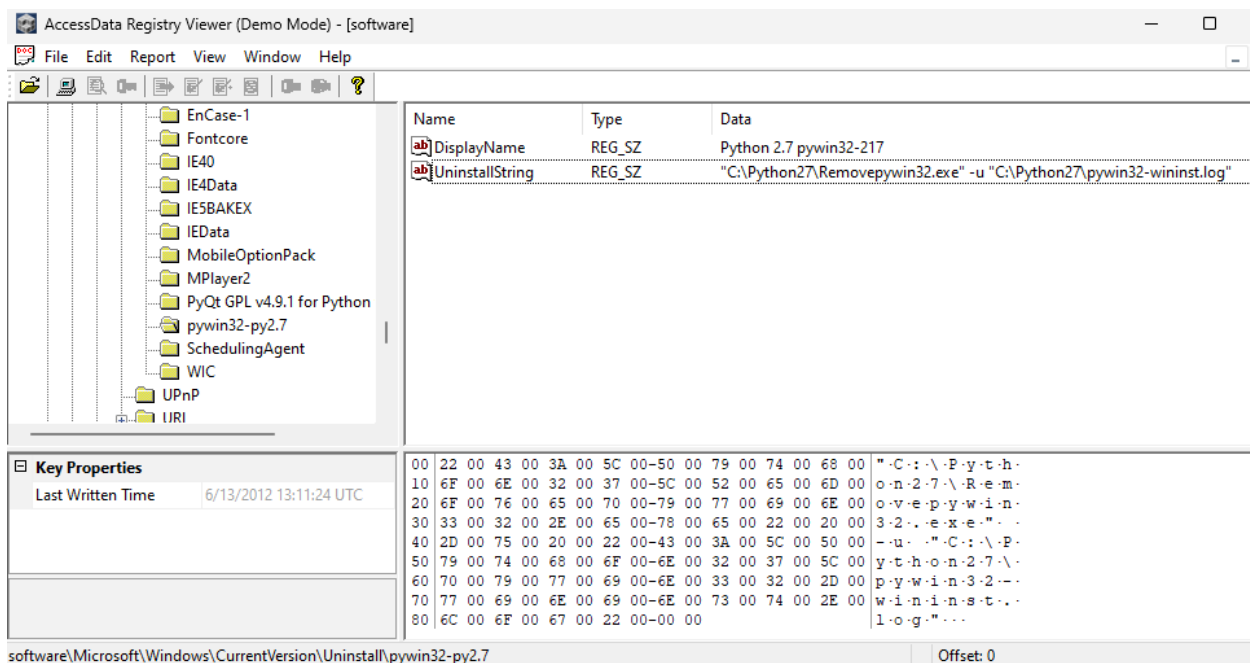 AccessData Registry Viewer (Demo Mode) - [software]
File Edit Report View Window Help
EnCase-1
Fontcore
IE40
IE4Data
IE5BAKEX
IEData
MobileOptionPack
MPlayer2
PyQt GPL v4.9.1 for Python
pywin32-py2.7
SchedulingAgent
WIC
UPnP
URL
Name Type Data
DisplayName REG_SZ Python 2.7 pywin32-217
UninstallString REG_SZ "C:\Python27\Removepywin32.exe" -u "C:\Python27\pywin32-wininst.log"
Key Properties
Last Written Time 6/13/2012 13:11:24 UTC
00 22 00 43 00 3A 00 5C 00-50 00 79 00 74 00 68 00 "·C·:·\·P·y·t·h·
10 6F 00 6E 00 32 00 37 00-5C 00 52 00 65 00 6D 00 o·n·2·7·\·R·e·m·
20 6F 00 76 00 65 00 70 00-79 00 77 00 69 00 6E 00 o·v·e·p·y·w·i·n·
30 33 00 32 00 2E 00 65 00-78 00 65 00 22 00 20 00 3·2·.·e·x·e·"· ·
40 2D 00 75 00 20 00 22 00-43 00 3A 00 5C 00 50 00 -·u· ·"·C·:·\·P·
50 79 00 74 00 68 00 6F 00-6E 00 32 00 37 00 5C 00 y·t·h·o·n·2·7·\·
60 70 00 79 00 77 00 69 00-6E 00 33 00 32 00 2D 00 p·y·w·i·n·3·2·-·
70 77 00 69 00 6E 00 69 00-6E 00 73 00 74 00 2E 00 w·i·n·i·n·s·t·.·
80 6C 00 6F 00 67 00 22 00-00 00 l·o·g·"···
software\Microsoft\Windows\CurrentVersion\Uninstall\pywin32-py2.7 Offset: 0